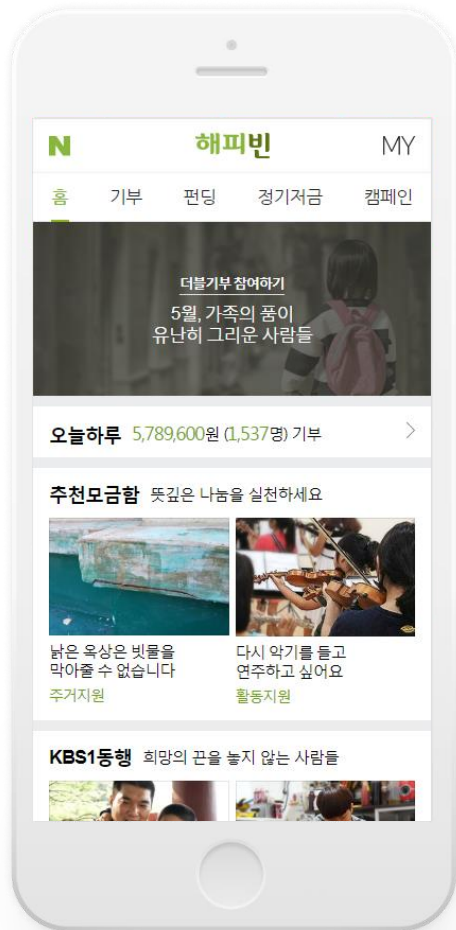 N 해피빈 MY
홈 기부 펀딩 정기저금 캠페인
더블기부 참여하기
5월, 가족의 품이
유난히 그리운 사람들
오늘하루 5,789,600원 (1,537명) 기부
추천모금함 뜻깊은 나눔을 실천하세요
낡은 옥상은 빗물을
막아줄 수 없습니다
주거지원
다시 악기를 들고
연주하고 싶어요
활동지원
KBS1동행 희망의 끈을 놓지 않는 사람들